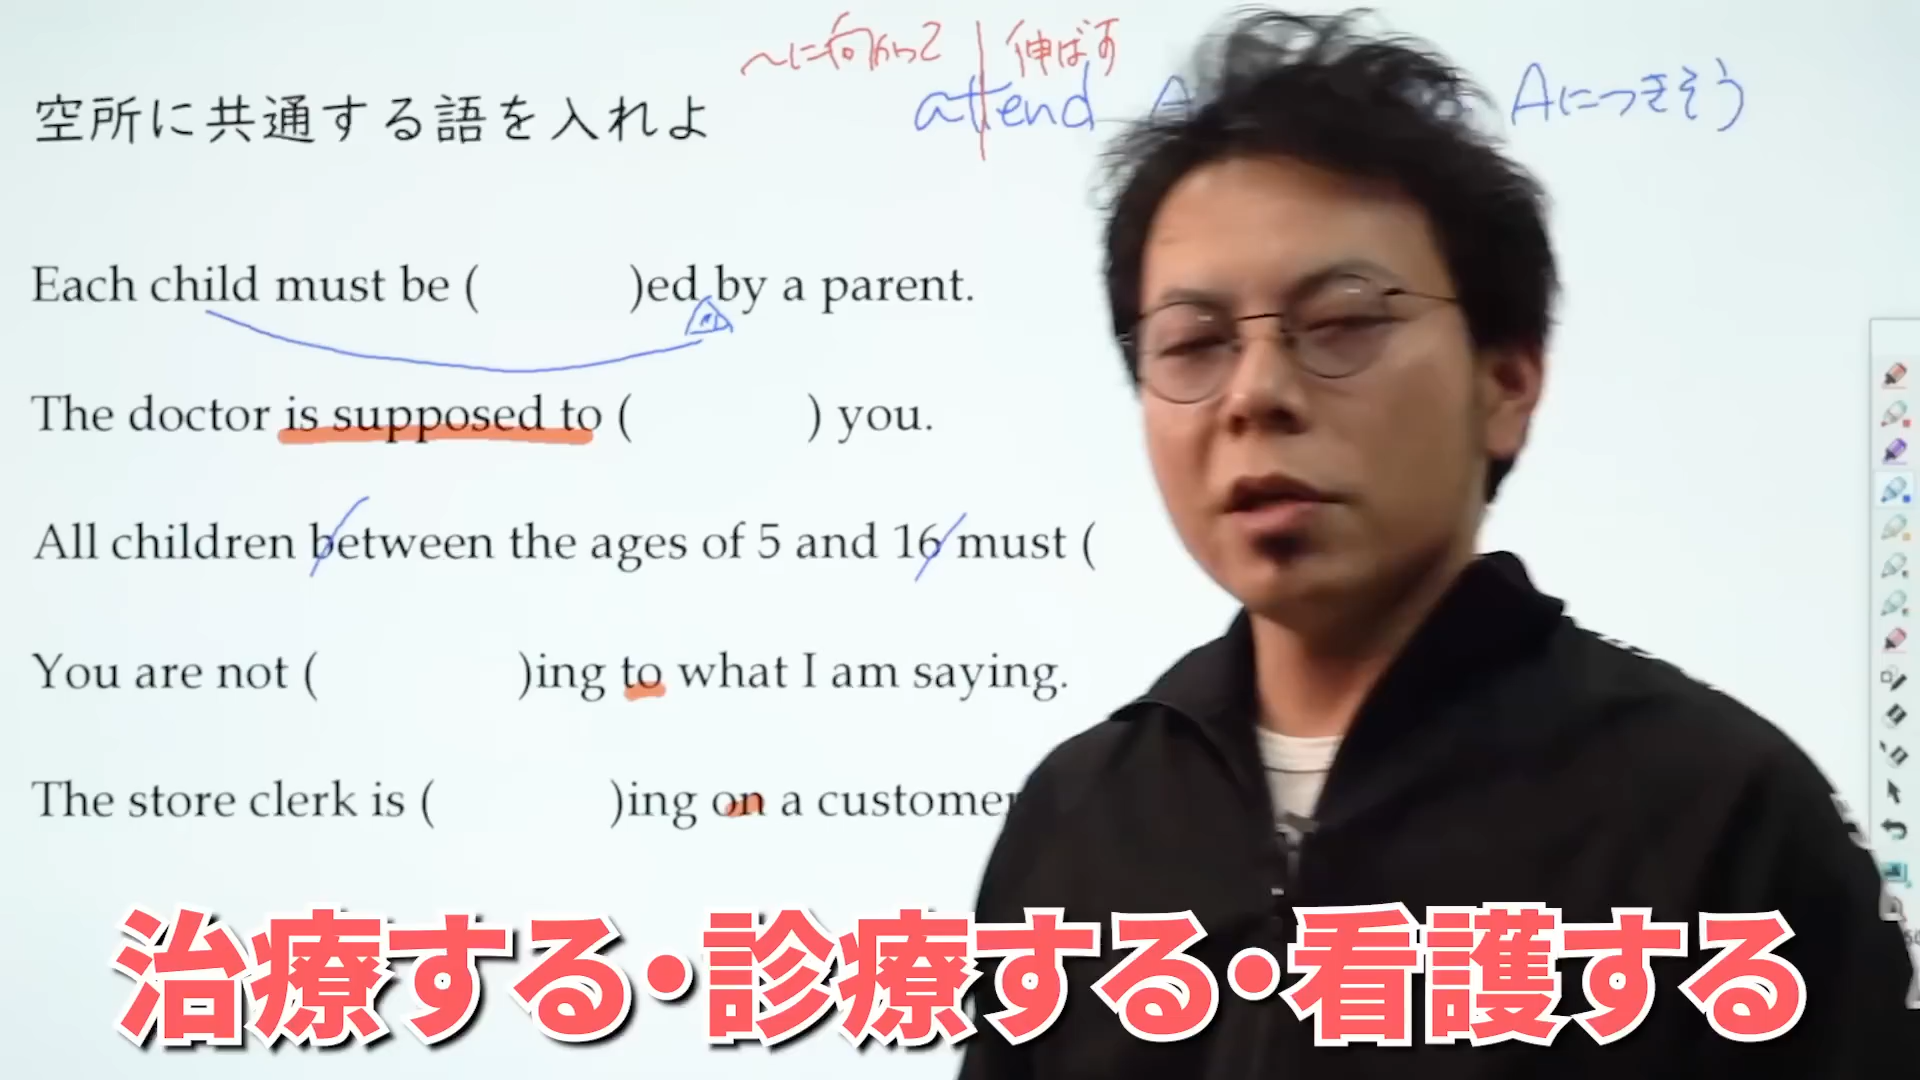 〜に向かって 伸ばす
attend A Aにつきそう
空所に共通する語を入れよ
Each child must be ( )ed by a parent.
The doctor is supposed to ( ) you.
All children between the ages of 5 and 16 must (
You are not ( )ing to what I am saying.
The store clerk is ( )ing on a customer
治療する・診療する・看護する